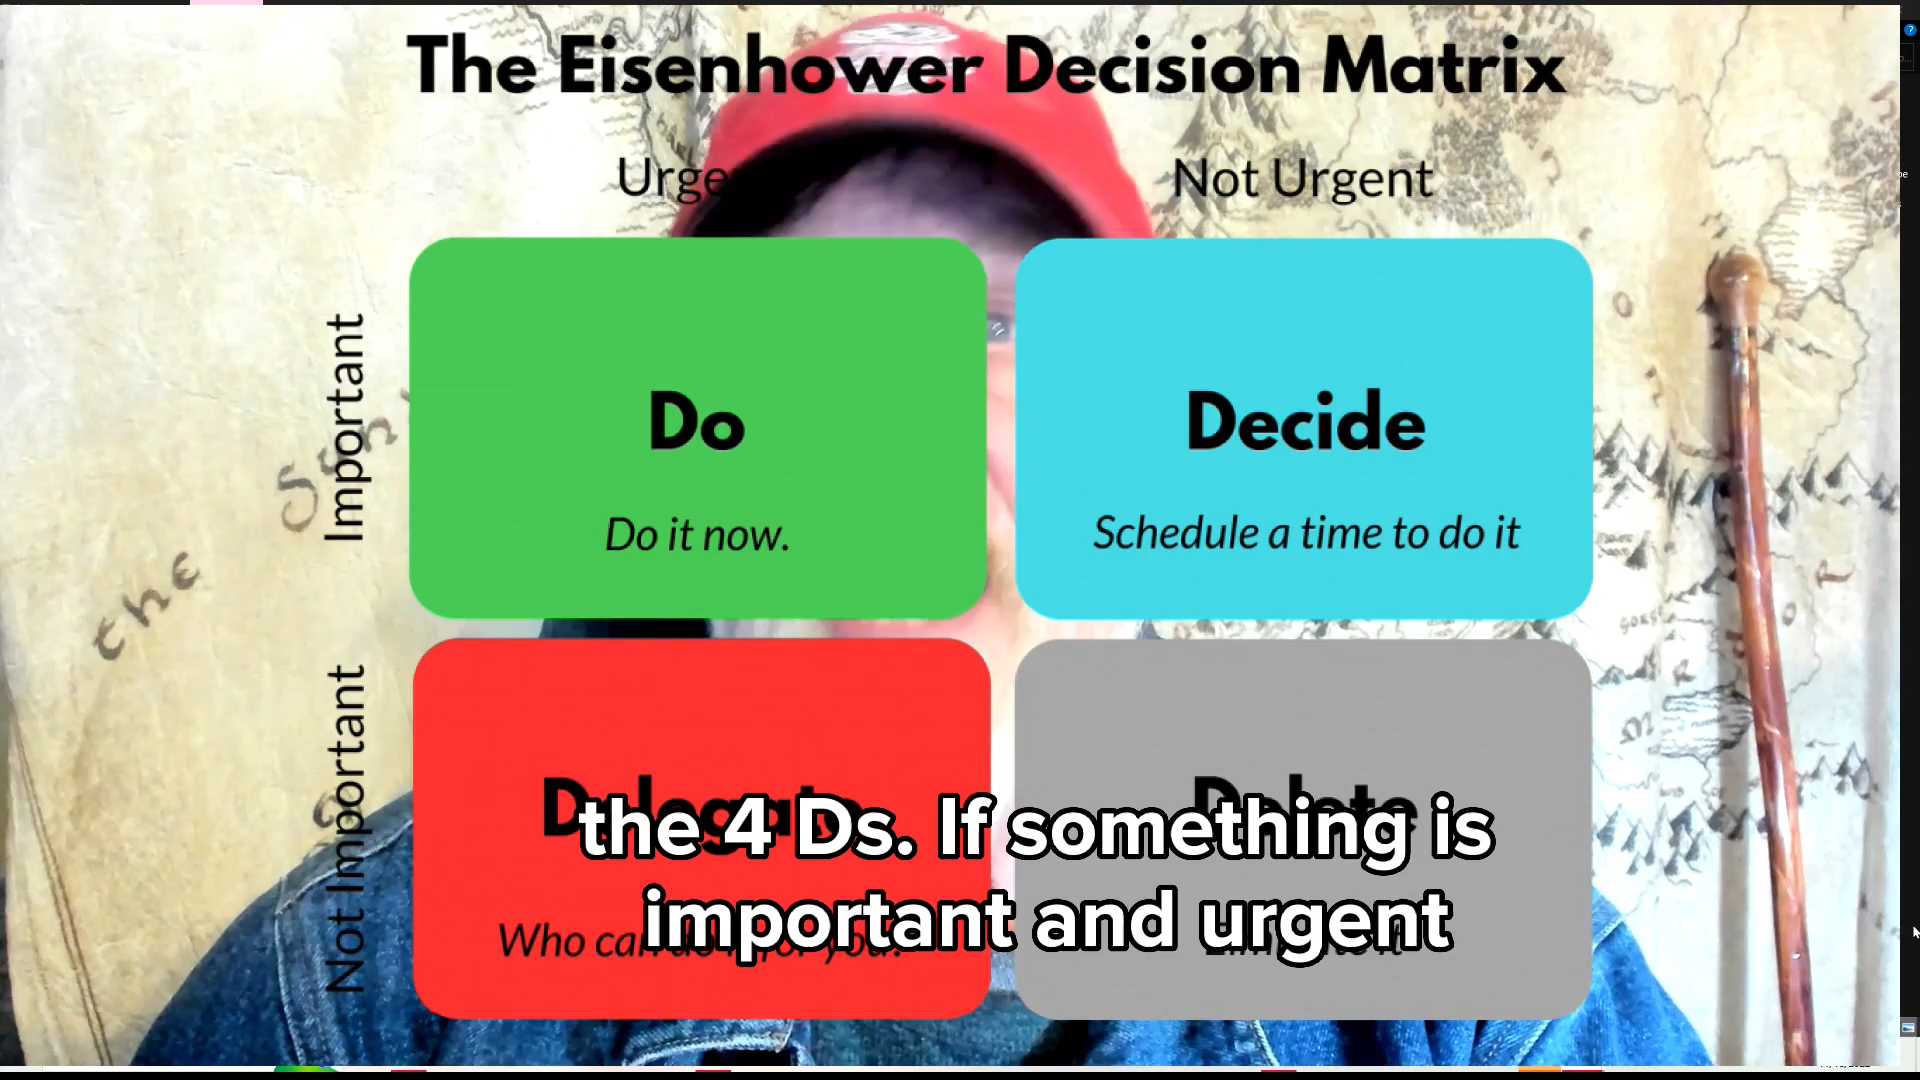 The Eisenhower Decision Matrix
Not Urgent
Important
Do
Do it now.
Decide
Schedule a time to do it
Not Important
the 4 Ds. If something is
important and urgent
the